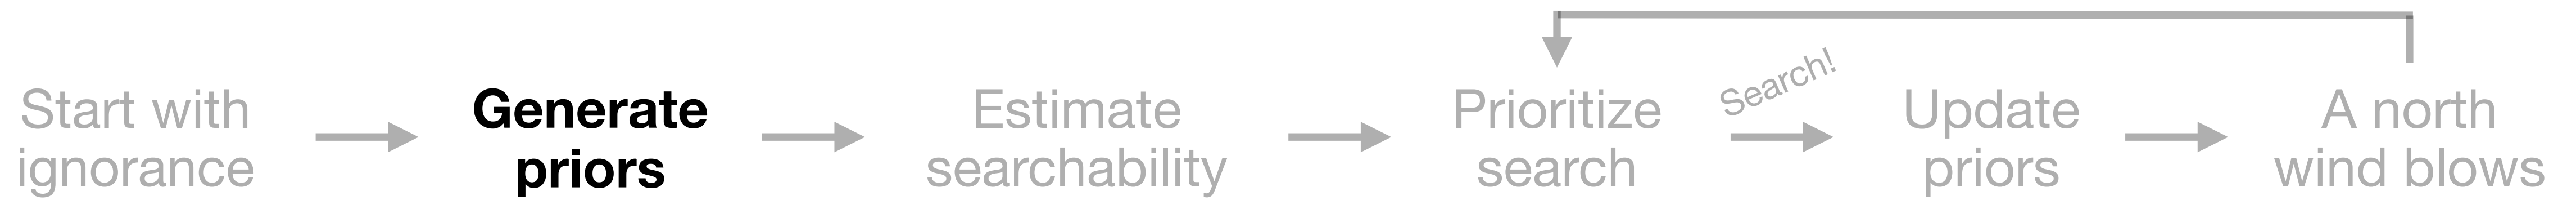 Start with
ignorance
Generate
priors
Estimate
searchability
Prioritize
search
Search!
Update
priors
A north
wind blows